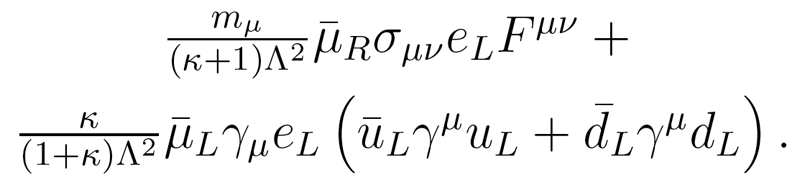 \frac{m_\mu}{(\kappa+1)\Lambda^2} \bar{\mu}_R \sigma_{\mu\nu} e_L F^{\mu\nu} +
\frac{\kappa}{(1+\kappa)\Lambda^2} \bar{\mu}_L \gamma_\mu e_L \left( \bar{u}_L \gamma^\mu u_L + \bar{d}_L \gamma^\mu d_L \right).